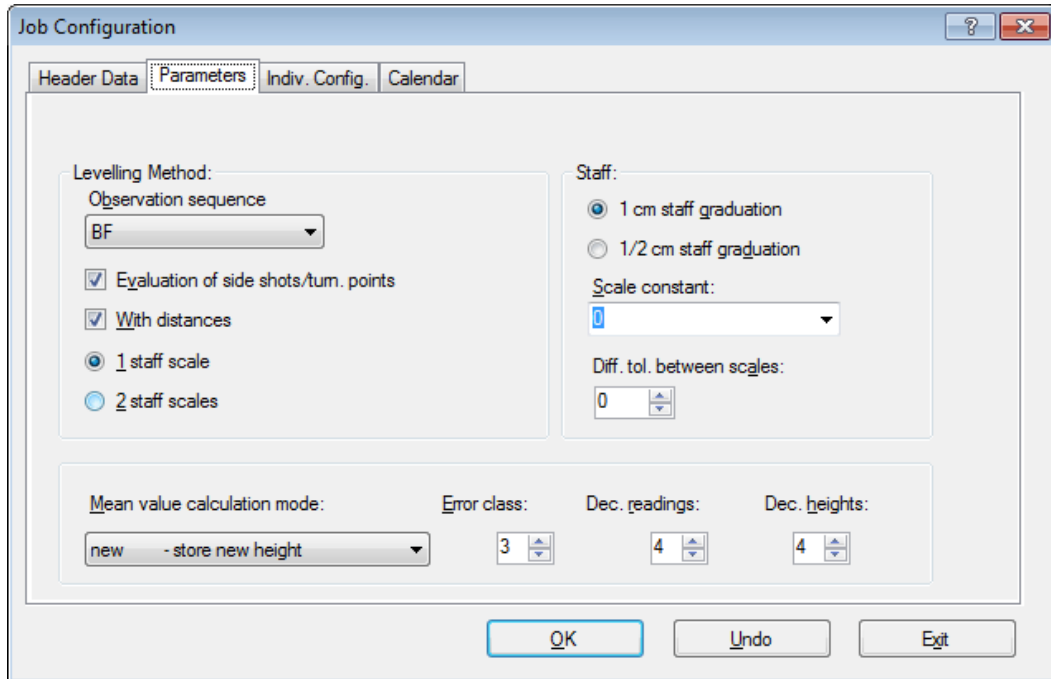 Job Configuration
Header Data Parameters Indiv. Config. Calendar
Levelling Method:
Observation sequence
BF
Evaluation of side shots/turn. points
With distances
1 staff scale
2 staff scales
Staff:
1 cm staff graduation
1/2 cm staff graduation
Scale constant:
0
Diff. tol. between scales:
0
Mean value calculation mode: Error class: Dec. readings: Dec. heights:
new - store new height 3 4 4
OK Undo Exit